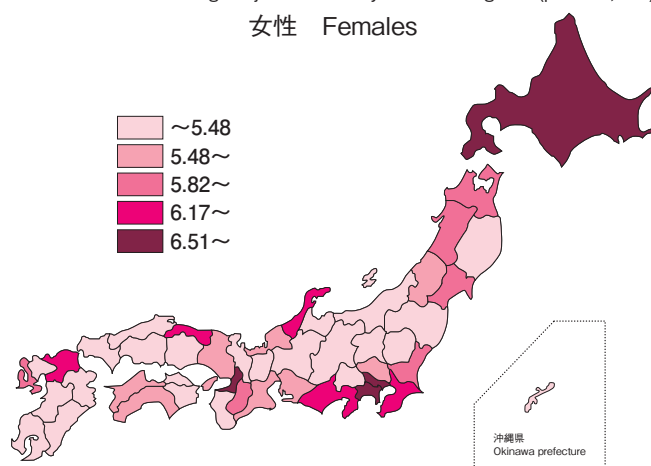 女性 Females
～5.48
5.48～
5.82～
6.17～
6.51～
沖縄県
Okinawa prefecture